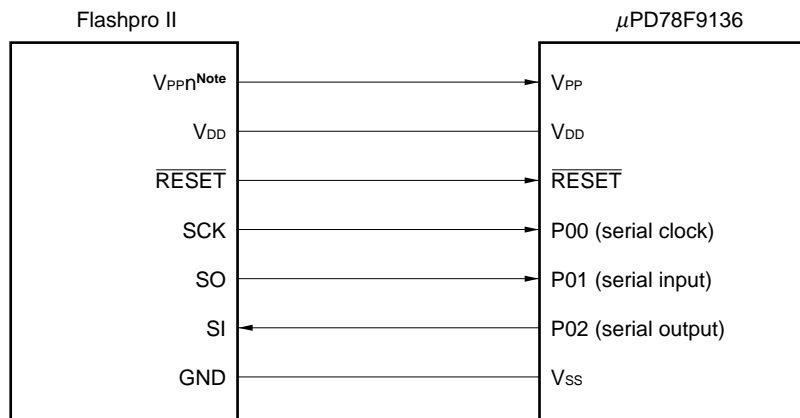 Flashpro II
μPD78F9136
VPPnNote
VPP
VDD
VDD
RESET
RESET
SCK
P00 (serial clock)
SO
P01 (serial input)
SI
P02 (serial output)
GND
VSS